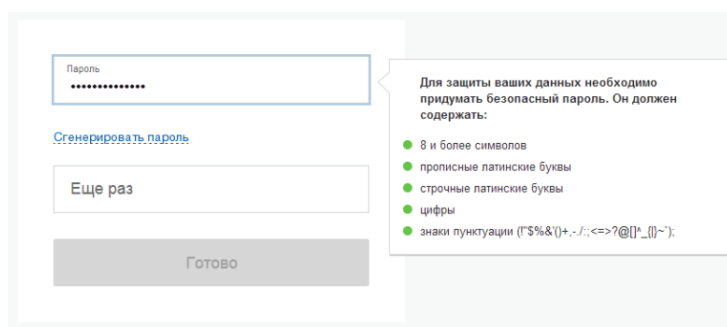 Пароль
••••••••••••••
Сгенерировать пароль
Еще раз
Готово
Для защиты ваших данных необходимо
придумать безопасный пароль. Он должен
содержать:
8 и более символов
прописные латинские буквы
строчные латинские буквы
цифры
знаки пунктуации (!"$%&'()+,-./:;<=>?@[]^_{|}~`);